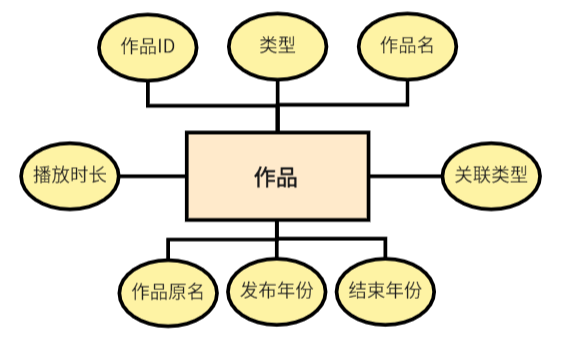 作品ID
类型
作品名
播放时长
作品
关联类型
作品原名
发布年份
结束年份